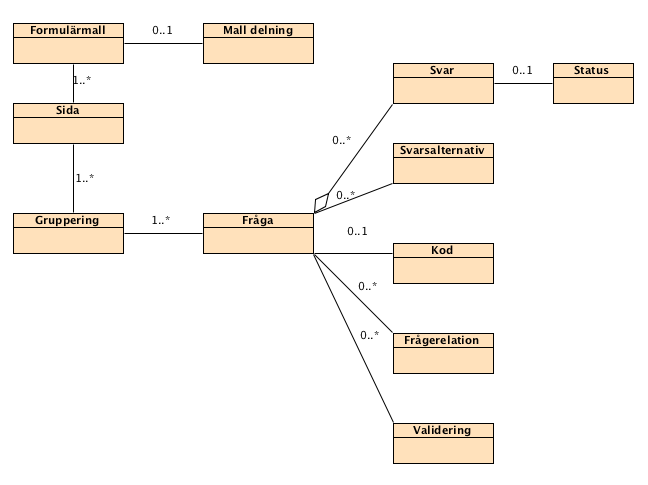 Formulärmall
0..1
Mall delning
1..*
Sida
1..*
Gruppering
1..*
Fråga
0..*
Svar
0..1
Status
0..*
Svarsalternativ
0..1
Kod
0..*
Frågerelation
0..*
Validering